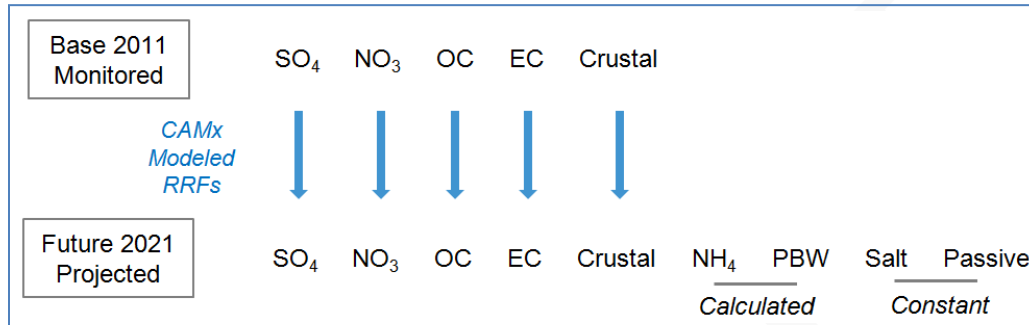 Base 2011
Monitored
SO₄ NO₃ OC EC Crustal
CAMx
Modeled
RRFs
Future 2021
Projected
SO₄ NO₃ OC EC Crustal NH₄ PBW Salt Passive
Calculated Constant